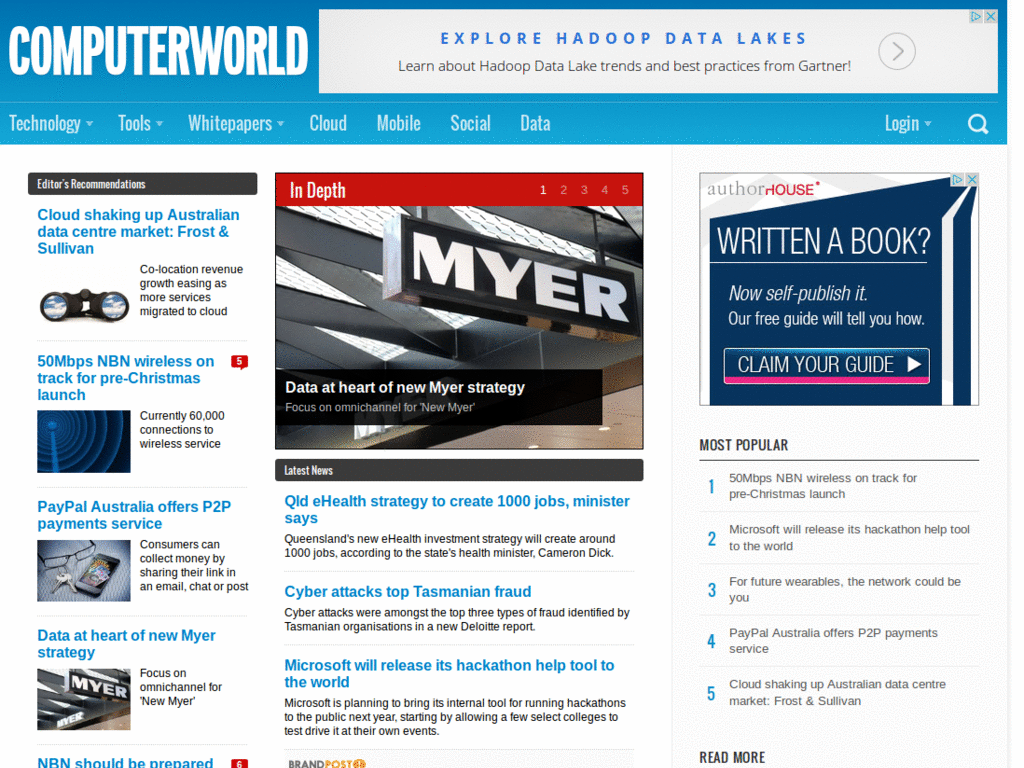 COMPUTERWORLD
EXPLORE HADOOP DATA LAKES
Learn about Hadoop Data Lake trends and best practices from Gartner!
Technology Tools Whitepapers Cloud Mobile Social Data Login
Editor's Recommendations
Cloud shaking up Australian
data centre market: Frost &
Sullivan
Co-location revenue
growth easing as
more services
migrated to cloud
50Mbps NBN wireless on 5
track for pre-Christmas
launch
Currently 60,000
connections to
wireless service
PayPal Australia offers P2P
payments service
Consumers can
collect money by
sharing their link in
an email, chat or post
Data at heart of new Myer
strategy
MYER
MYER
Focus on
omnichannel for
'New Myer'
NBN should be prepared 6
In Depth 1 2 3 4 5
MYER
Data at heart of new Myer strategy
Focus on omnichannel for 'New Myer'
Latest News
Qld eHealth strategy to create 1000 jobs, minister
says
Queensland's new eHealth investment strategy will create around
1000 jobs, according to the state's health minister, Cameron Dick.
Cyber attacks top Tasmanian fraud
Cyber attacks were amongst the top three types of fraud identified by
Tasmanian organisations in a new Deloitte report.
Microsoft will release its hackathon help tool to
the world
Microsoft is planning to bring its internal tool for running hackathons
to the public next year, starting by allowing a few select colleges to
test drive it at their own events.
BRANDPOST
authorHOUSE
WRITTEN A BOOK?
Now self-publish it.
Our free guide will tell you how.
CLAIM YOUR GUIDE
MOST POPULAR
1 50Mbps NBN wireless on track for
pre-Christmas launch
2 Microsoft will release its hackathon help tool
to the world
3 For future wearables, the network could be
you
4 PayPal Australia offers P2P payments
service
5 Cloud shaking up Australian data centre
market: Frost & Sullivan
READ MORE